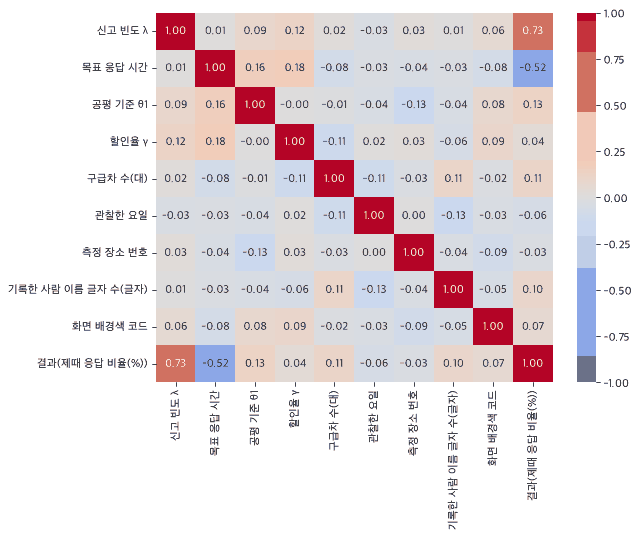 신고 빈도 λ 1.00 0.01 0.09 0.12 0.02 -0.03 0.03 0.01 0.06 0.73
목표 응답 시간 0.01 1.00 0.16 0.18 -0.08 -0.03 -0.04 -0.03 -0.08 -0.52
공평 기준 θ1 0.09 0.16 1.00 -0.00 -0.01 -0.04 -0.13 -0.04 0.08 0.13
할인율 γ 0.12 0.18 -0.00 1.00 -0.11 0.02 0.03 -0.06 0.09 0.04
구급차 수(대) 0.02 -0.08 -0.01 -0.11 1.00 -0.11 -0.03 0.11 -0.02 0.11
관찰한 요일 -0.03 -0.03 -0.04 0.02 -0.11 1.00 0.00 -0.13 -0.03 -0.06
측정 장소 번호 0.03 -0.04 -0.13 0.03 -0.03 0.00 1.00 -0.04 -0.09 -0.03
기록한 사람 이름 글자 수(글자) 0.01 -0.03 -0.04 -0.06 0.11 -0.13 -0.04 1.00 -0.05 0.10
화면 배경색 코드 0.06 -0.08 0.08 0.09 -0.02 -0.03 -0.09 -0.05 1.00 0.07
결과(제때 응답 비율(%)) 0.73 -0.52 0.13 0.04 0.11 -0.06 -0.03 0.10 0.07 1.00
신고 빈도 λ
목표 응답 시간
공평 기준 θ1
할인율 γ
구급차 수(대)
관찰한 요일
측정 장소 번호
기록한 사람 이름 글자 수(글자)
화면 배경색 코드
결과(제때 응답 비율(%))
1.00
0.75
0.50
0.25
0.00
-0.25
-0.50
-0.75
-1.00